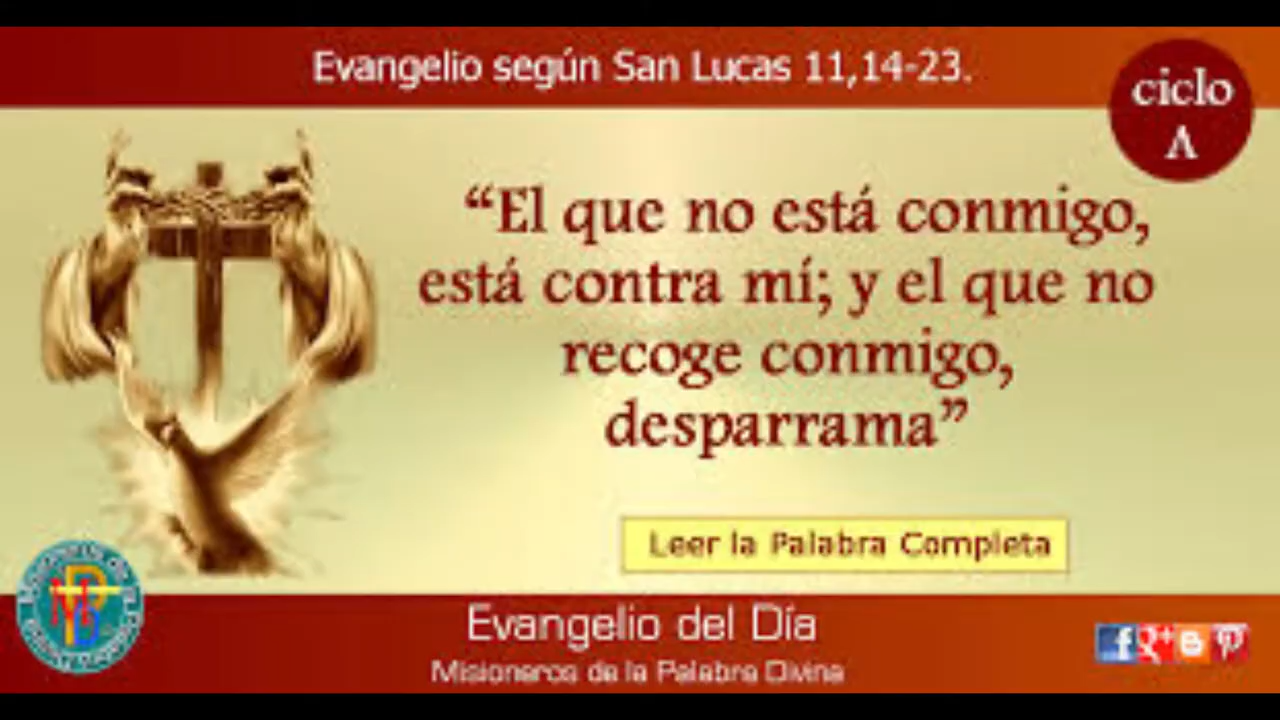 Evangelio según San Lucas 11,14-23.
ciclo
A
“El que no está conmigo,
está contra mí; y el que no
recoge conmigo,
desparrama”
Leer la Palabra Completa
Evangelio del Día
Misioneros de la Palabra Divina